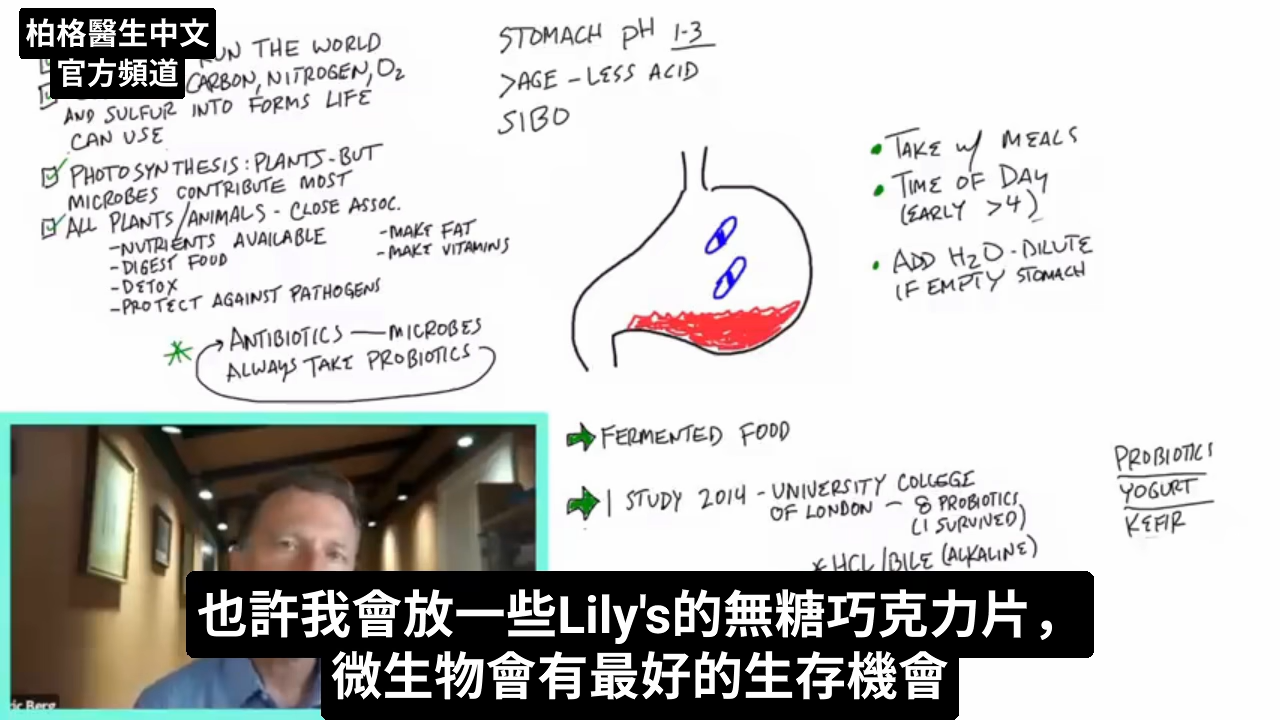 柏格醫生中文
官方頻道
RUN THE WORLD
CARBON, NITROGEN, O2
AND SULFUR INTO FORMS LIFE
CAN USE
PHOTOSYNTHESIS: PLANTS - BUT
MICROBES CONTRIBUTE MOST
ALL PLANTS/ANIMALS - CLOSE ASSOC.
- NUTRIENTS AVAILABLE
- DIGEST FOOD
- DETOX
- PROTECT AGAINST PATHOGENS
- MAKE FAT
- MAKE VITAMINS
* → ANTIBIOTICS — MICROBES
ALWAYS TAKE PROBIOTICS
STOMACH pH 1-3
>AGE - LESS ACID
SIBO
• TAKE w/ MEALS
• TIME OF DAY
(EARLY >4)
• ADD H2O - DILUTE
IF EMPTY STOMACH
FERMENTED FOOD
1 STUDY 2014 - UNIVERSITY COLLEGE
OF LONDON - 8 PROBIOTICS
(1 SURVIVED)
* HCL/BILE (ALKALINE)
PROBIOTICS
YOGURT
KEFIR
ric Berg
也許我會放一些Lily's的無糖巧克力片，
微生物會有最好的生存機會